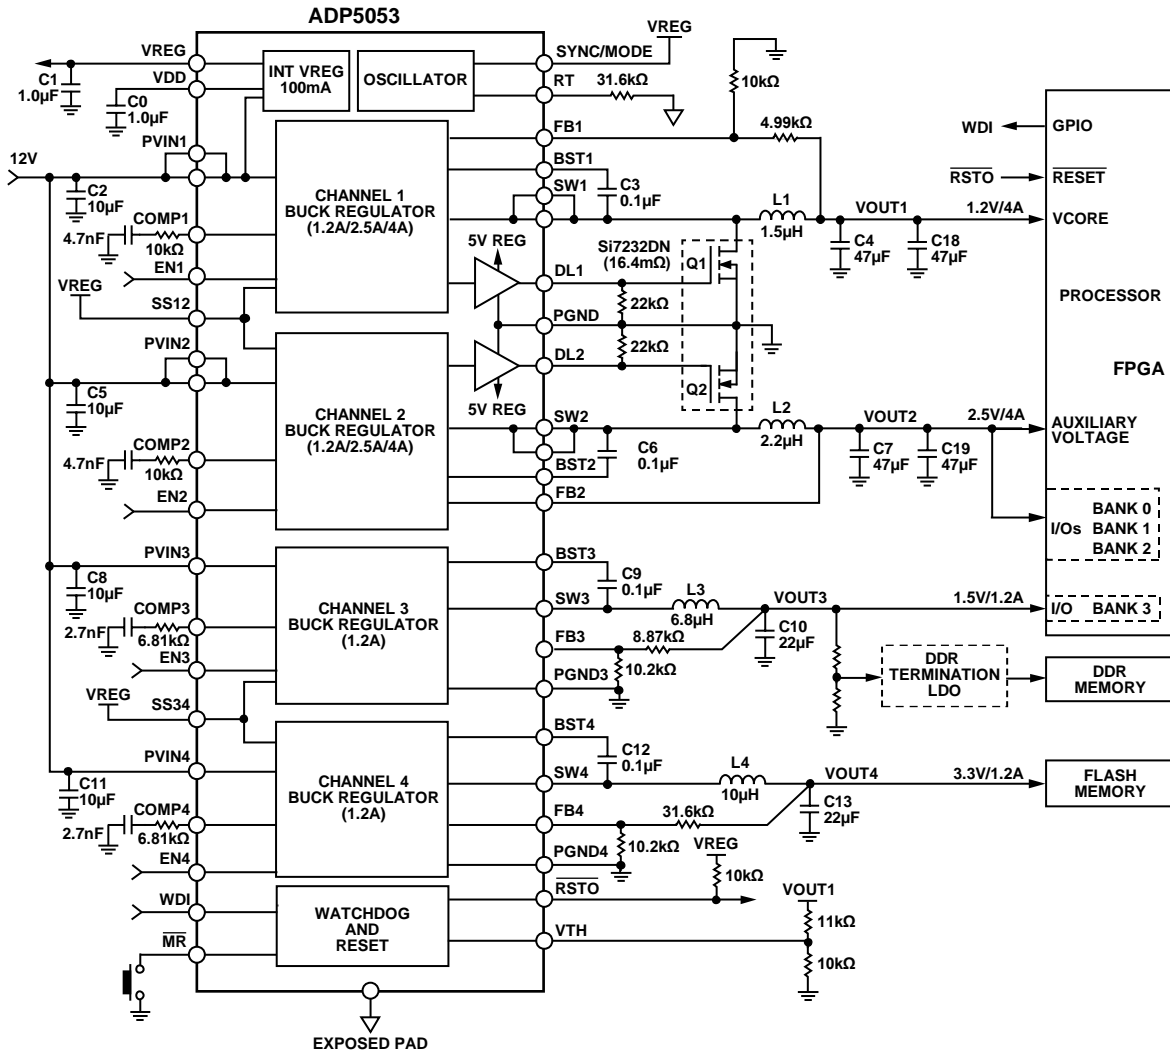 ADP5053
VREG
C1
1.0µF
VDD
C0
1.0µF
INT VREG
100mA
OSCILLATOR
SYNC/MODE
VREG
RT
31.6kΩ
10kΩ
FB1
4.99kΩ
PVIN1
12V
C2
10µF
COMP1
4.7nF
10kΩ
EN1
VREG
SS12
CHANNEL 1
BUCK REGULATOR
(1.2A/2.5A/4A)
BST1
C3
0.1µF
SW1
L1
1.5µH
VOUT1
1.2V/4A
C4
47µF
C18
47µF
5V REG
Si7232DN
(16.4mΩ)
Q1
DL1
22kΩ
PGND
22kΩ
DL2
Q2
5V REG
PVIN2
C5
10µF
COMP2
4.7nF
10kΩ
EN2
CHANNEL 2
BUCK REGULATOR
(1.2A/2.5A/4A)
SW2
C6
0.1µF
BST2
FB2
L2
2.2µH
VOUT2
2.5V/4A
C7
47µF
C19
47µF
WDI
GPIO
RSTO
RESET
VCORE
PROCESSOR
FPGA
AUXILIARY
VOLTAGE
BANK 0
I/Os BANK 1
BANK 2
I/O BANK 3
PVIN3
C8
10µF
COMP3
2.7nF
6.81kΩ
EN3
VREG
SS34
CHANNEL 3
BUCK REGULATOR
(1.2A)
BST3
C9
0.1µF
SW3
L3
6.8µH
VOUT3
1.5V/1.2A
FB3
8.87kΩ
C10
22µF
10.2kΩ
PGND3
DDR
TERMINATION
LDO
DDR
MEMORY
PVIN4
C11
10µF
COMP4
2.7nF
6.81kΩ
EN4
CHANNEL 4
BUCK REGULATOR
(1.2A)
BST4
C12
0.1µF
SW4
L4
10µH
VOUT4
3.3V/1.2A
FLASH
MEMORY
FB4
31.6kΩ
C13
22µF
10.2kΩ
PGND4
VREG
10kΩ
RSTO
WDI
MR
WATCHDOG
AND
RESET
VTH
VOUT1
11kΩ
10kΩ
EXPOSED PAD